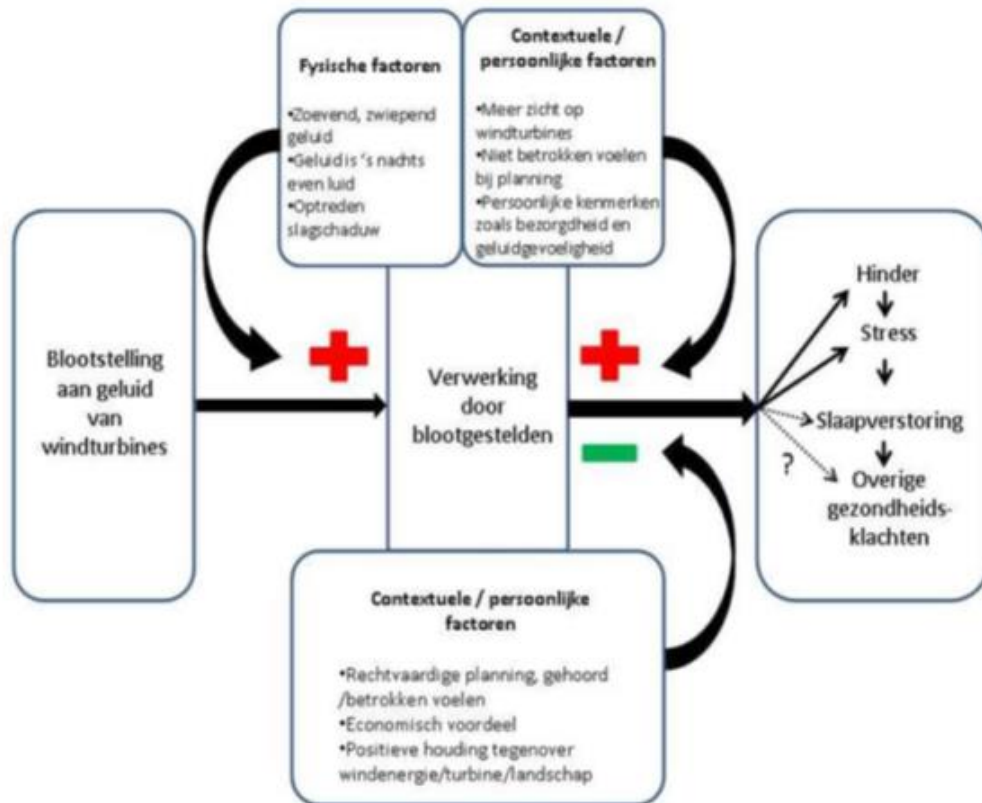 Fysische factoren
•Zoevend, zwiepend
geluid
•Geluid is 's nachts
even luid
•Optreden
slagschaduw
Contextuele /
persoonlijke factoren
•Meer zicht op
windturbines
•Niet betrokken voelen
bij planning
•Persoonlijke kenmerken
zoals bezorgdheid en
geluidgevoeligheid
Blootstelling
aan geluid
van
windturbines
Verwerking
door
blootgestelden
Hinder
Stress
Slaapverstoring
?
Overige
gezondheids-
klachten
Contextuele / persoonlijke
factoren
•Rechtvaardige planning, gehoord
/betrokken voelen
•Economisch voordeel
•Positieve houding tegenover
windenergie/turbine/landschap